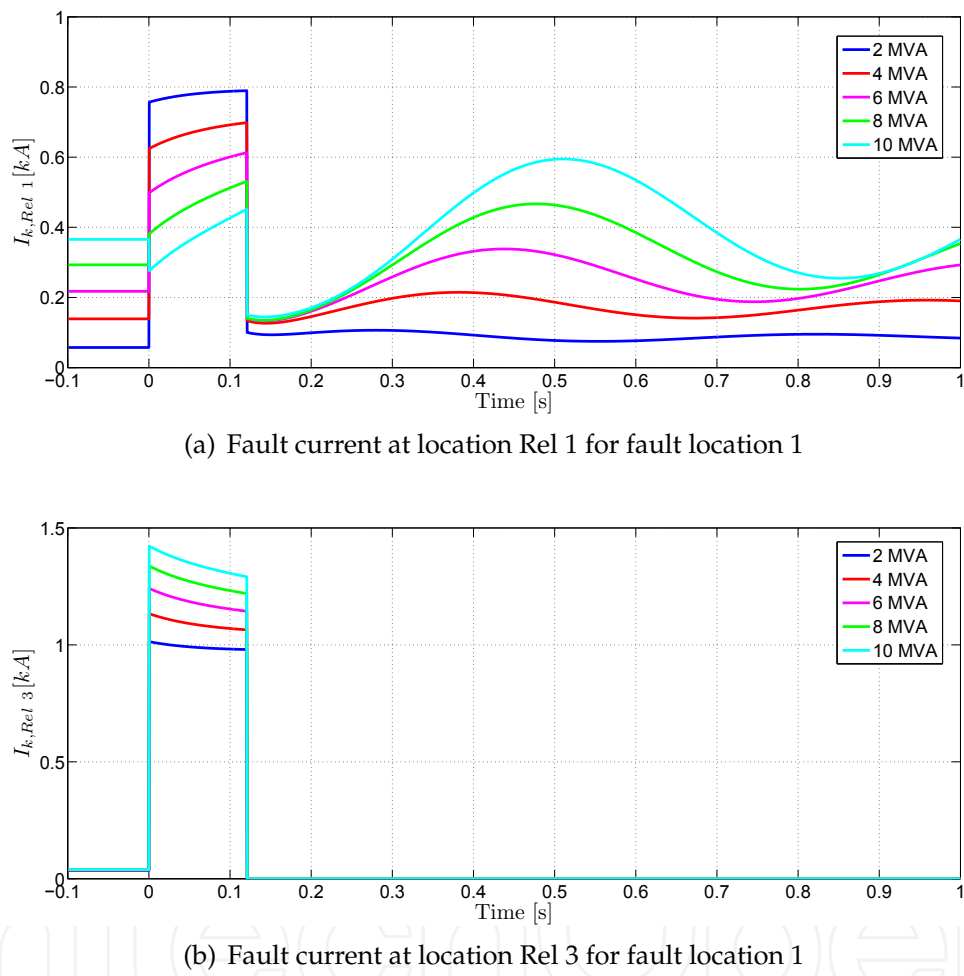 1
0.8
0.6
0.4
0.2
0
I_{k,Rel 1}[kA]
2 MVA
4 MVA
6 MVA
8 MVA
10 MVA
−0.1 0 0.1 0.2 0.3 0.4 0.5 0.6 0.7 0.8 0.9 1
Time [s]
(a) Fault current at location Rel 1 for fault location 1
1.5
1
0.5
0
I_{k,Rel 3}[kA]
2 MVA
4 MVA
6 MVA
8 MVA
10 MVA
−0.1 0 0.1 0.2 0.3 0.4 0.5 0.6 0.7 0.8 0.9 1
Time [s]
(b) Fault current at location Rel 3 for fault location 1